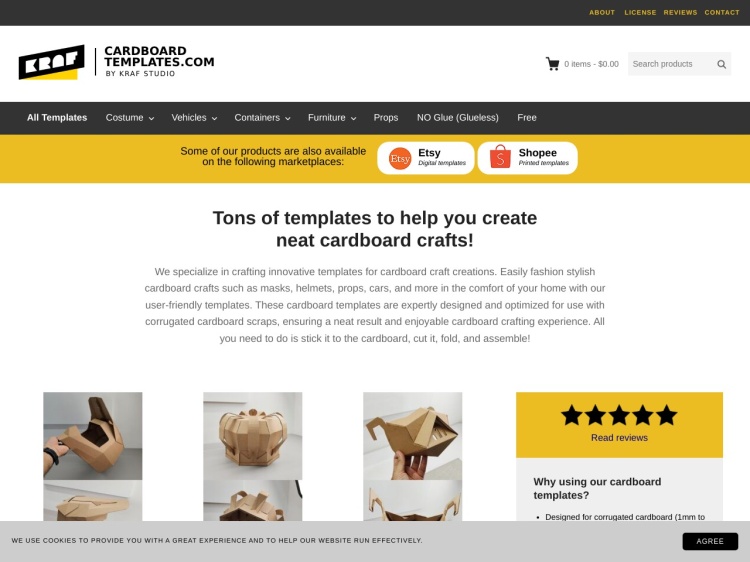 ABOUT LICENSE REVIEWS CONTACT
KRAF
CARDBOARD
TEMPLATES.COM
BY KRAF STUDIO
0 items - $0.00
Search products
All Templates Costume Vehicles Containers Furniture Props NO Glue (Glueless) Free
Some of our products are also available
on the following marketplaces:
Etsy
Etsy
Digital templates
S
Shopee
Printed templates
Tons of templates to help you create
neat cardboard crafts!
We specialize in crafting innovative templates for cardboard craft creations. Easily fashion stylish
cardboard crafts such as masks, helmets, props, cars, and more in the comfort of your home with our
user-friendly templates. These cardboard templates are expertly designed and optimized for use with
corrugated cardboard scraps, ensuring a neat result and enjoyable cardboard crafting experience. All
you need to do is stick it to the cardboard, cut it, fold, and assemble!
Read reviews
Why using our cardboard
templates?
• Designed for corrugated cardboard (1mm to
WE USE COOKIES TO PROVIDE YOU WITH A GREAT EXPERIENCE AND TO HELP OUR WEBSITE RUN EFFECTIVELY.
AGREE